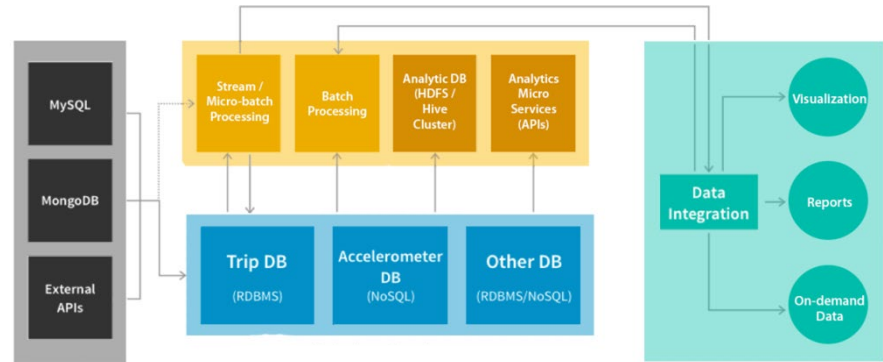 MySQL
MongoDB
External
APIs
Stream /
Micro-batch
Processing
Batch
Processing
Analytic DB
(HDFS /
Hive
Cluster)
Analytics
Micro
Services
(APIs)
Trip DB
(RDBMS)
Accelerometer
DB
(NoSQL)
Other DB
(RDBMS/NoSQL)
Data
Integration
Visualization
Reports
On-demand
Data